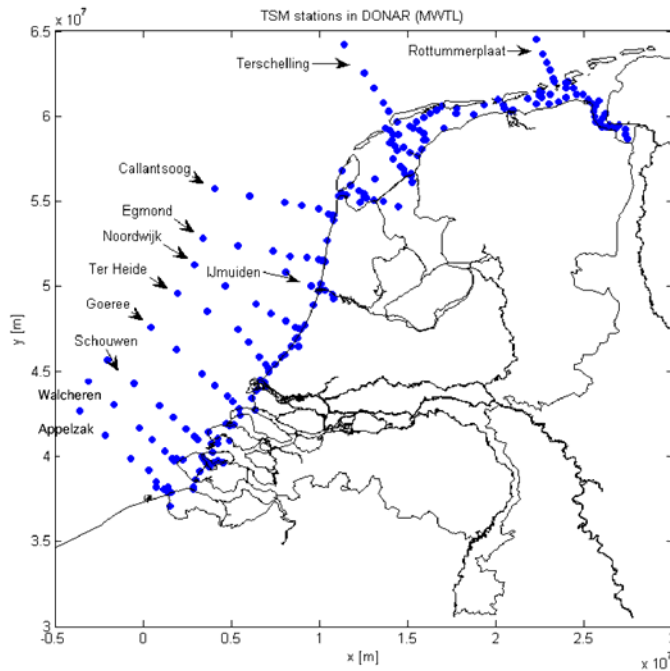 TSM stations in DONAR (MWTL)
x 10⁷
6.5
6
5.5
5
4.5
4
3.5
3
y [m]
Rottummerplaat
Terschelling
Callantsoog
Egmond
Noordwijk
IJmuiden
Ter Heide
Goeree
Schouwen
Walcheren
Appelzak
-0.5
0
0.5
1
1.5
2
2.5
3
x [m]
x 10